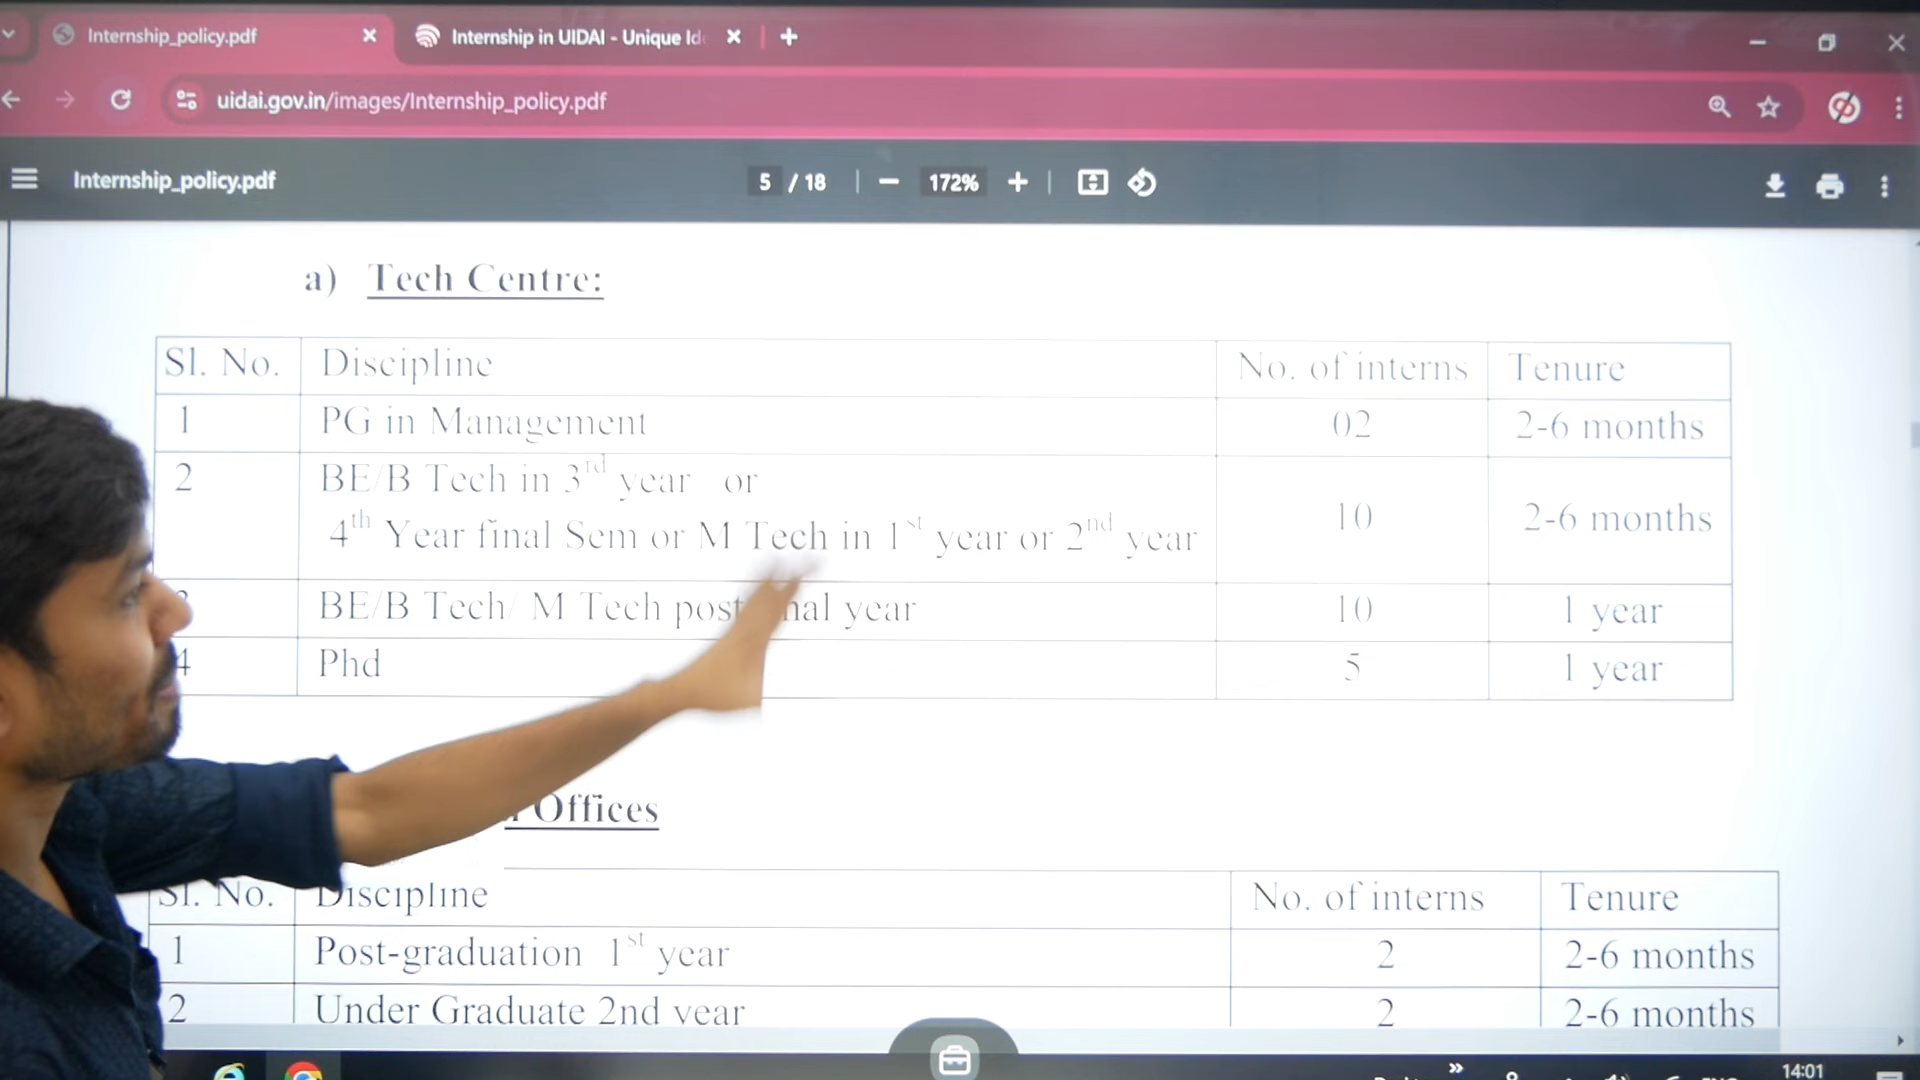 Internship_policy.pdf
Internship in UIDAI - Unique Id
uidai.gov.in/images/Internship_policy.pdf
Internship_policy.pdf
5 / 18
172%
a) Tech Centre:
Sl. No. Discipline No. of interns Tenure
1 PG in Management 02 2-6 months
2 BE/B Tech in 3rd year or
4th Year final Sem or M Tech in 1st year or 2nd year 10 2-6 months
BE/B Tech/ M Tech post nal year 10 1 year
4 Phd 5 1 year
Offices
Sl. No. Discipline No. of interns Tenure
1 Post-graduation 1st year 2 2-6 months
2 Under Graduate 2nd year 2 2-6 months
14:01